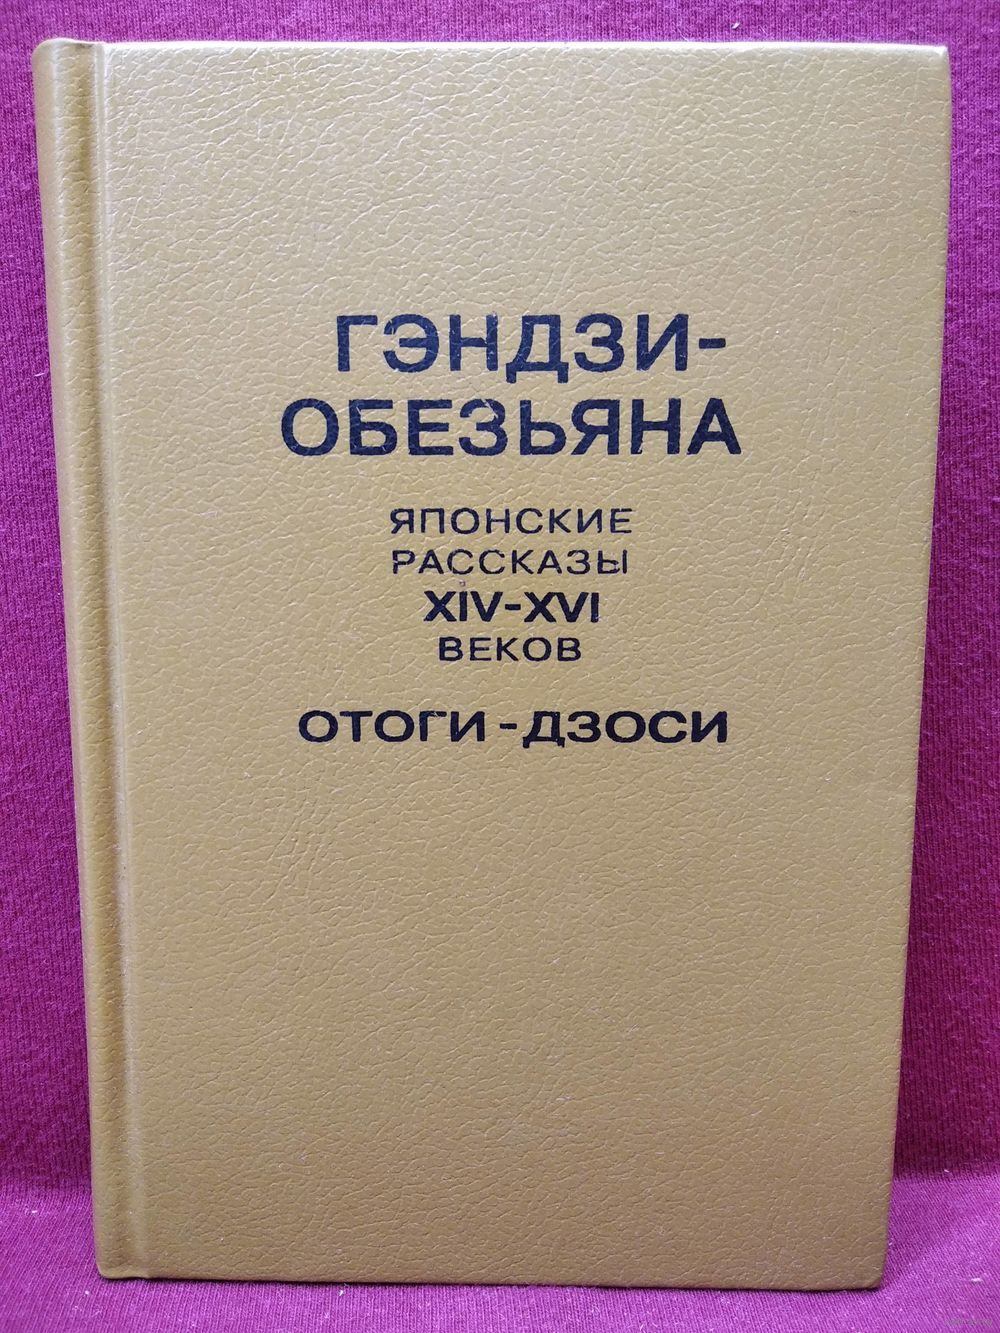 ГЭНДЗИ-
ОБЕЗЬЯНА
ЯПОНСКИЕ
РАССКАЗЫ
XIV-XVI
ВЕКОВ
ОТОГИ-ДЗОСИ